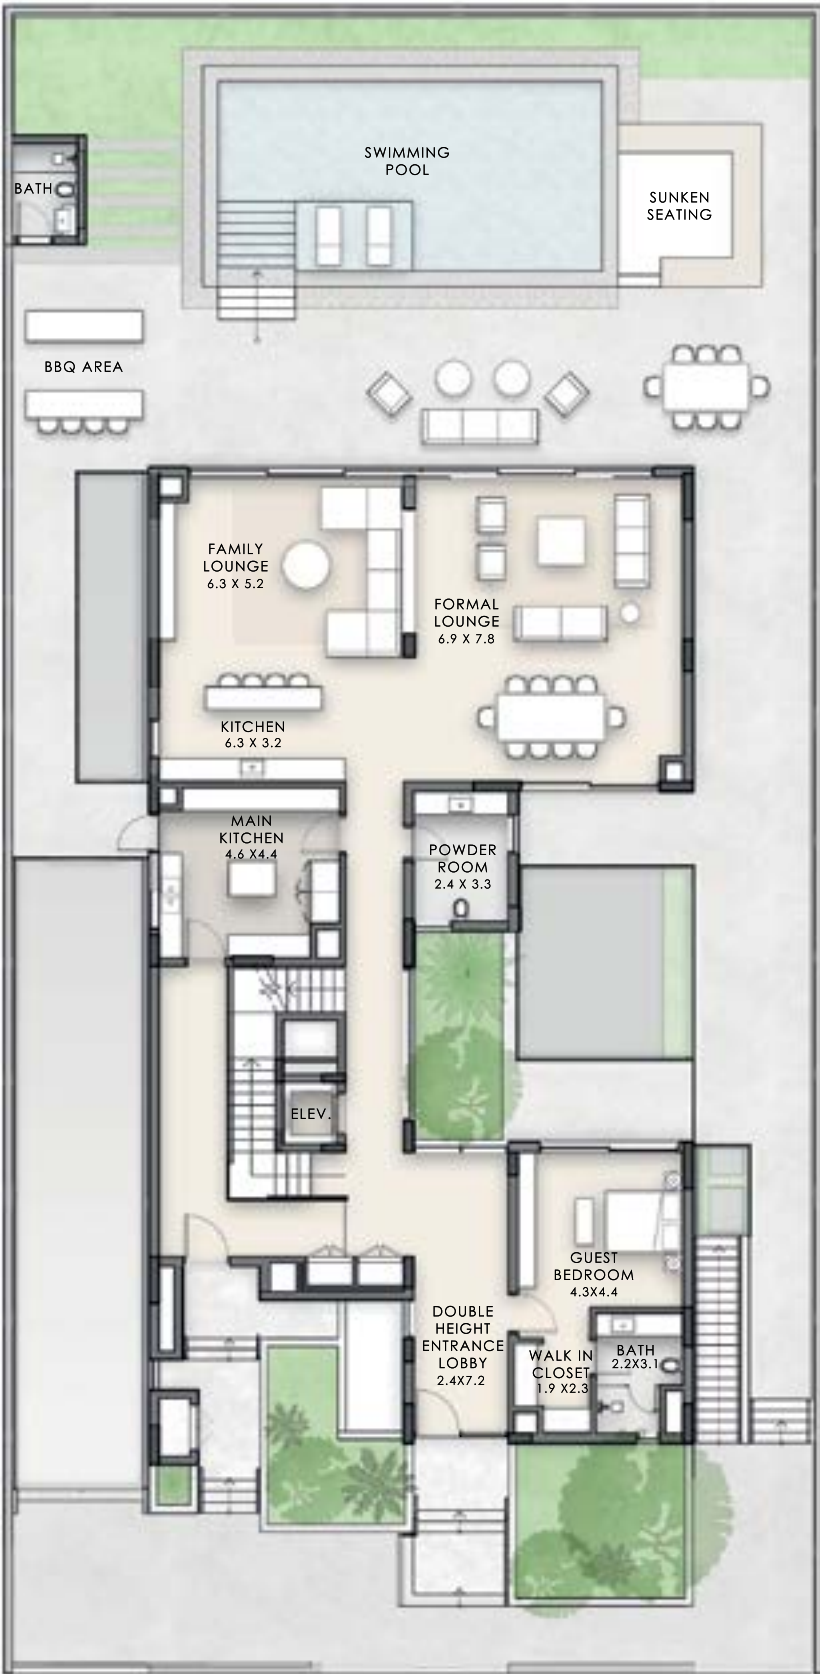 SWIMMING
POOL
BATH
SUNKEN
SEATING
BBQ AREA
FAMILY
LOUNGE
6.3 X 5.2
FORMAL
LOUNGE
6.9 X 7.8
KITCHEN
6.3 X 3.2
MAIN
KITCHEN
4.6 X4.4
POWDER
ROOM
2.4 X 3.3
ELEV.
GUEST
BEDROOM
4.3X4.4
DOUBLE
HEIGHT
ENTRANCE
LOBBY
2.4X7.2
WALK IN
CLOSET
1.9 X2.3
BATH
2.2X3.1